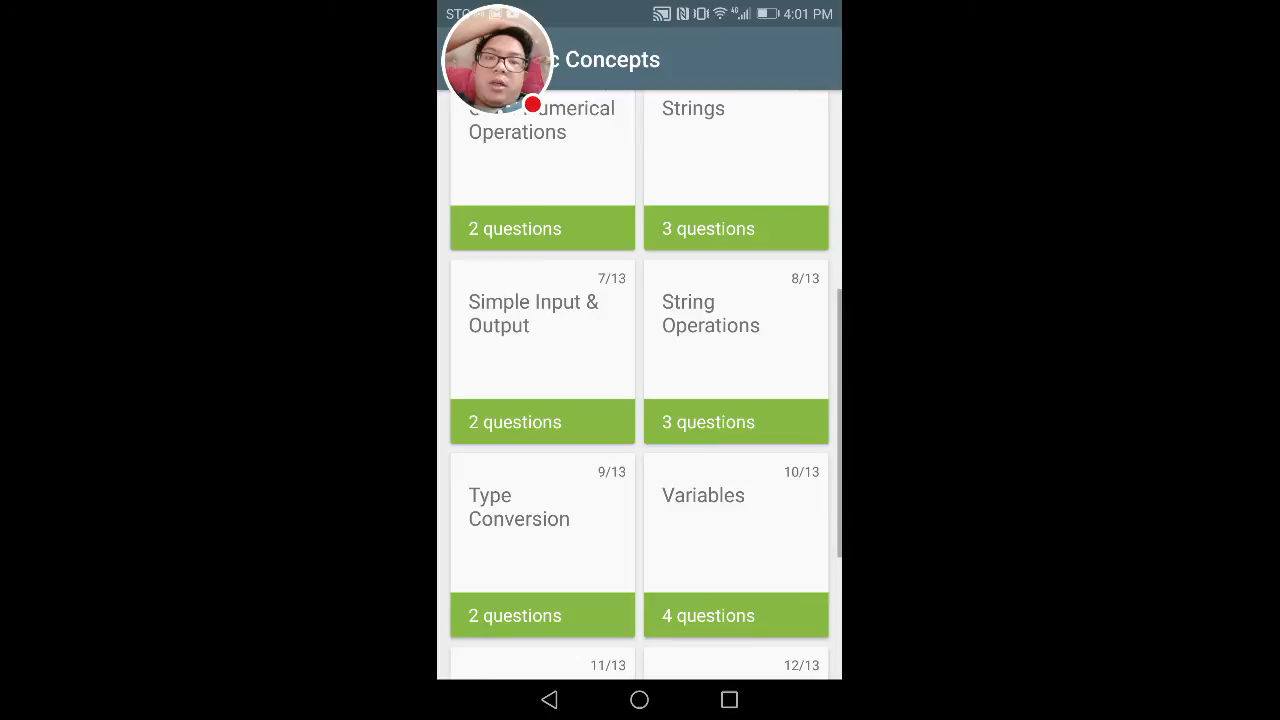 4:01 PM
c Concepts
umerical
Operations
Strings
2 questions
3 questions
7/13
Simple Input &
Output
8/13
String
Operations
2 questions
3 questions
9/13
Type
Conversion
10/13
Variables
2 questions
4 questions
11/13
12/13